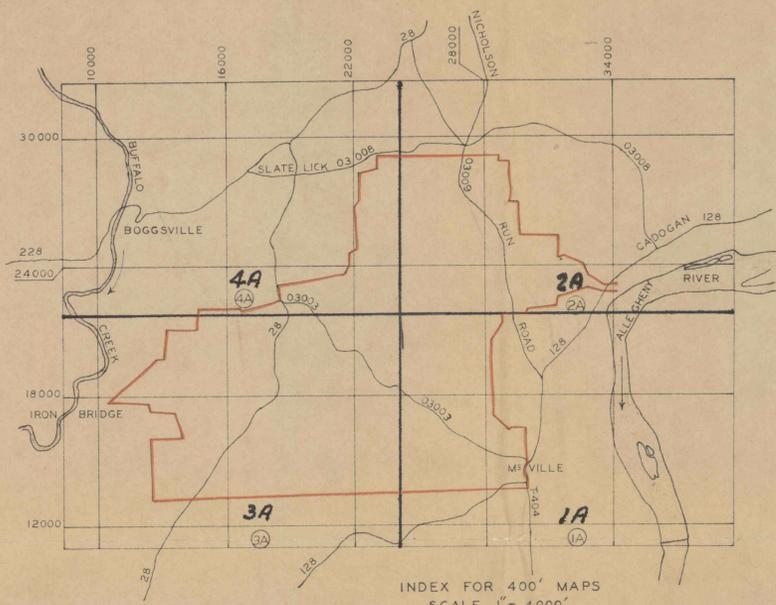 10000
16000
22000
28
28000
NICHOLSON
34000
30000
BUFFALO
SLATE LICK 03008
03009
03008
BOGGSVILLE
RUN
CADOGAN 128
228
24000
4A
4A
2A
2A
RIVER
ALLEGHENY
03003
28
ROAD
128
CREEK
18000
IRON BRIDGE
03003
McVILLE
12000
3A
3A
T-404
1A
1A
28
128
INDEX FOR 400' MAPS
SCALE 1"=4000'